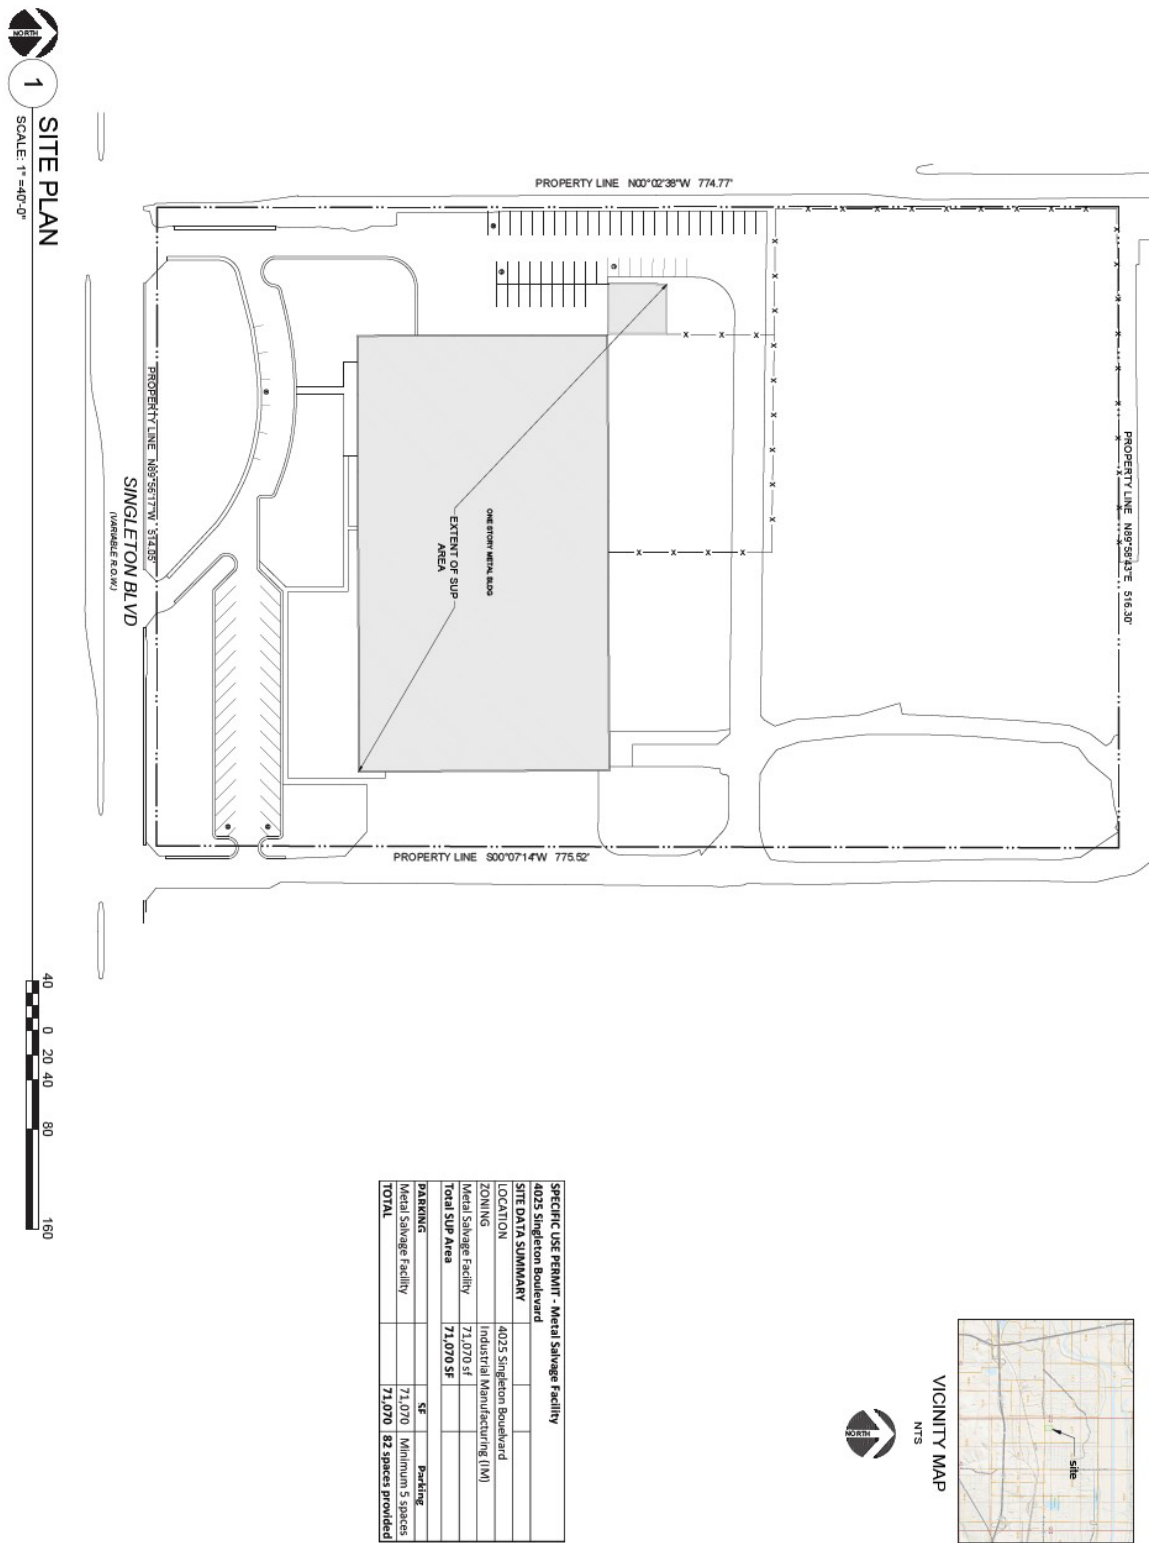 PROPERTY LINE N00°02'38"W 774.77'
PROPERTY LINE N89°58'43"E 516.30'
PROPERTY LINE N89°56'17"W 514.05'
PROPERTY LINE S00°07'14"W 775.52'
SINGLETON BLVD
(VARIABLE R.O.W.)
ONE STORY METAL BLDG
EXTENT OF SUP
AREA
NORTH
1
SITE PLAN
SCALE: 1" =40'-0"
40 0 20 40 80 160
site
VICINITY MAP
NTS
NORTH
SPECIFIC USE PERMIT - Metal Salvage Facility
4025 Singleton Boulevard
SITE DATA SUMMARY
LOCATION 4025 Singleton Bouelvard
ZONING Industrial Manufacturing (IM)
Metal Salvage Facility 71,070 sf
Total SUP Area 71,070 SF
PARKING SF Parking
Metal Salvage Facility 71,070 Minimum 5 spaces
TOTAL 71,070 82 spaces provided